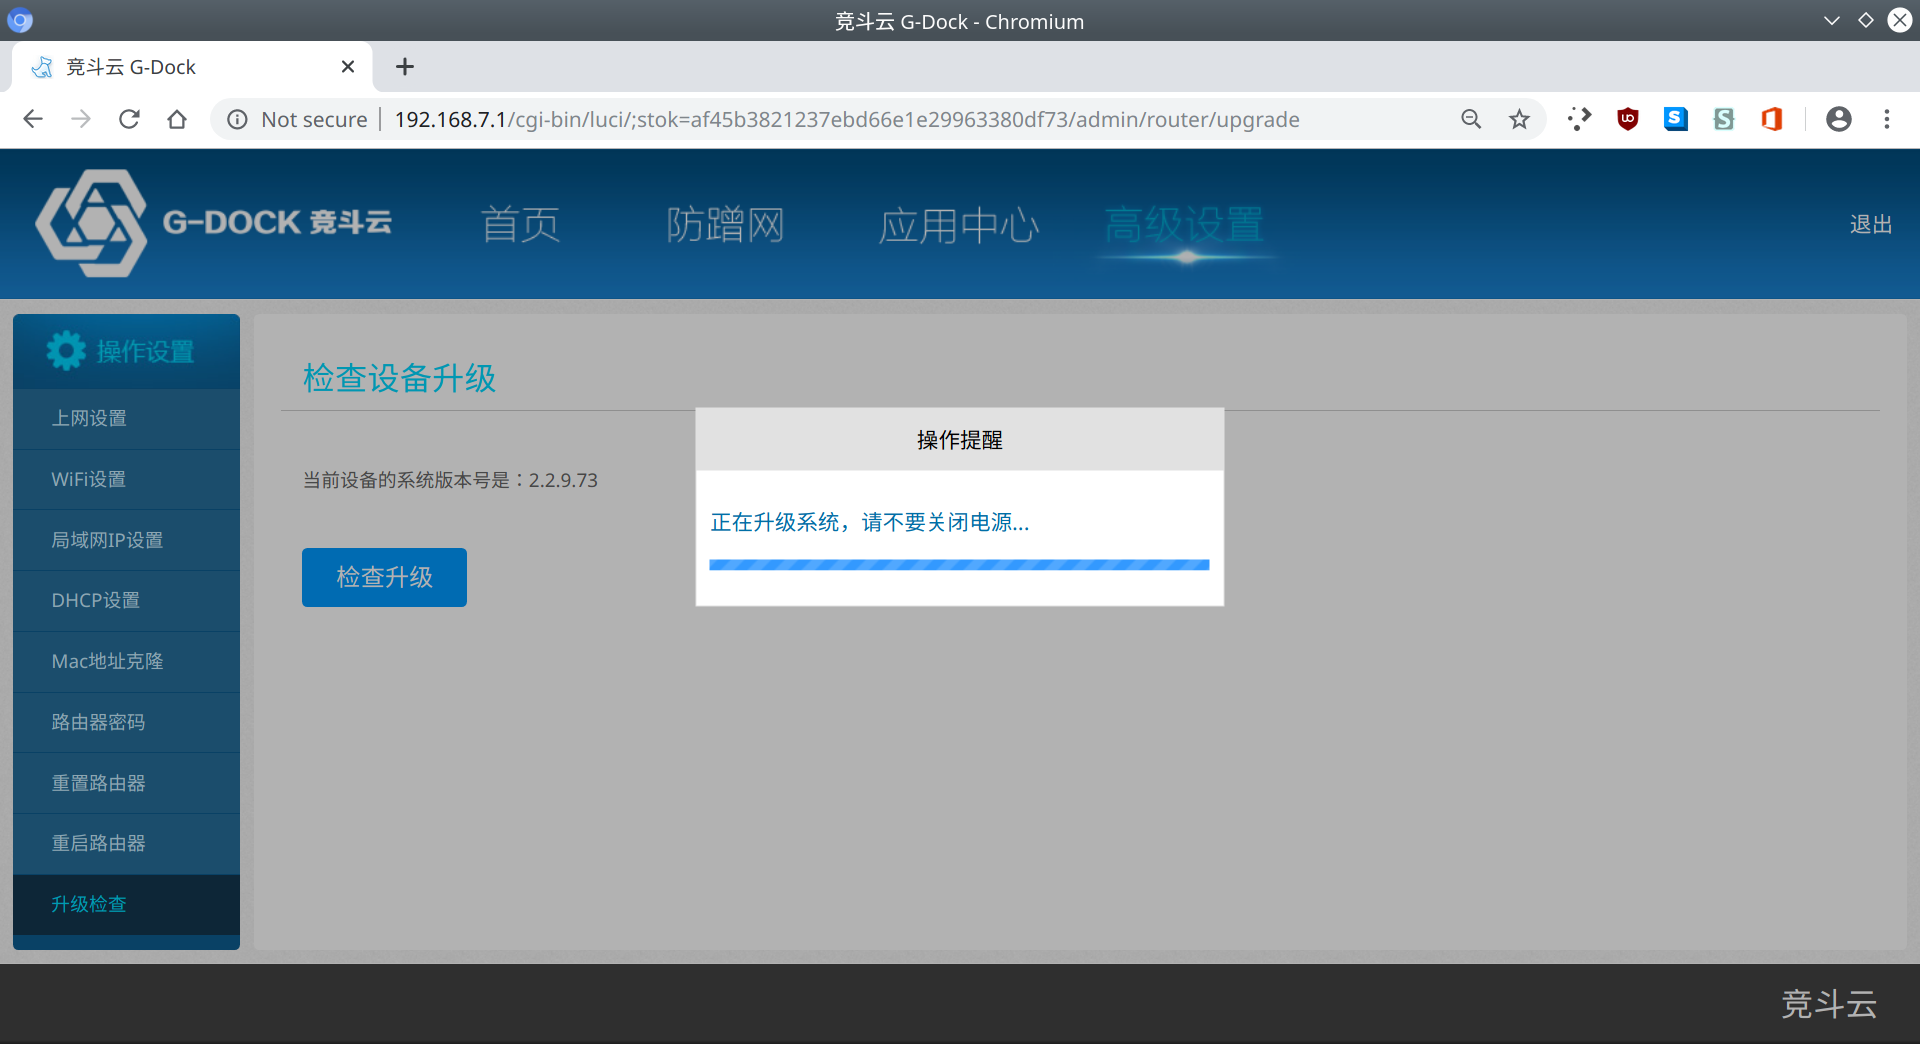 竞斗云 G-Dock - Chromium
竞斗云 G-Dock
Not secure | 192.168.7.1/cgi-bin/luci/;stok=af45b3821237ebd66e1e29963380df73/admin/router/upgrade
G-DOCK 竞斗云
首页
防蹭网
应用中心
高级设置
退出
操作设置
上网设置
WiFi设置
局域网IP设置
DHCP设置
Mac地址克隆
路由器密码
重置路由器
重启路由器
升级检查
检查设备升级
当前设备的系统版本号是：2.2.9.73
检查升级
操作提醒
正在升级系统，请不要关闭电源...
竞斗云